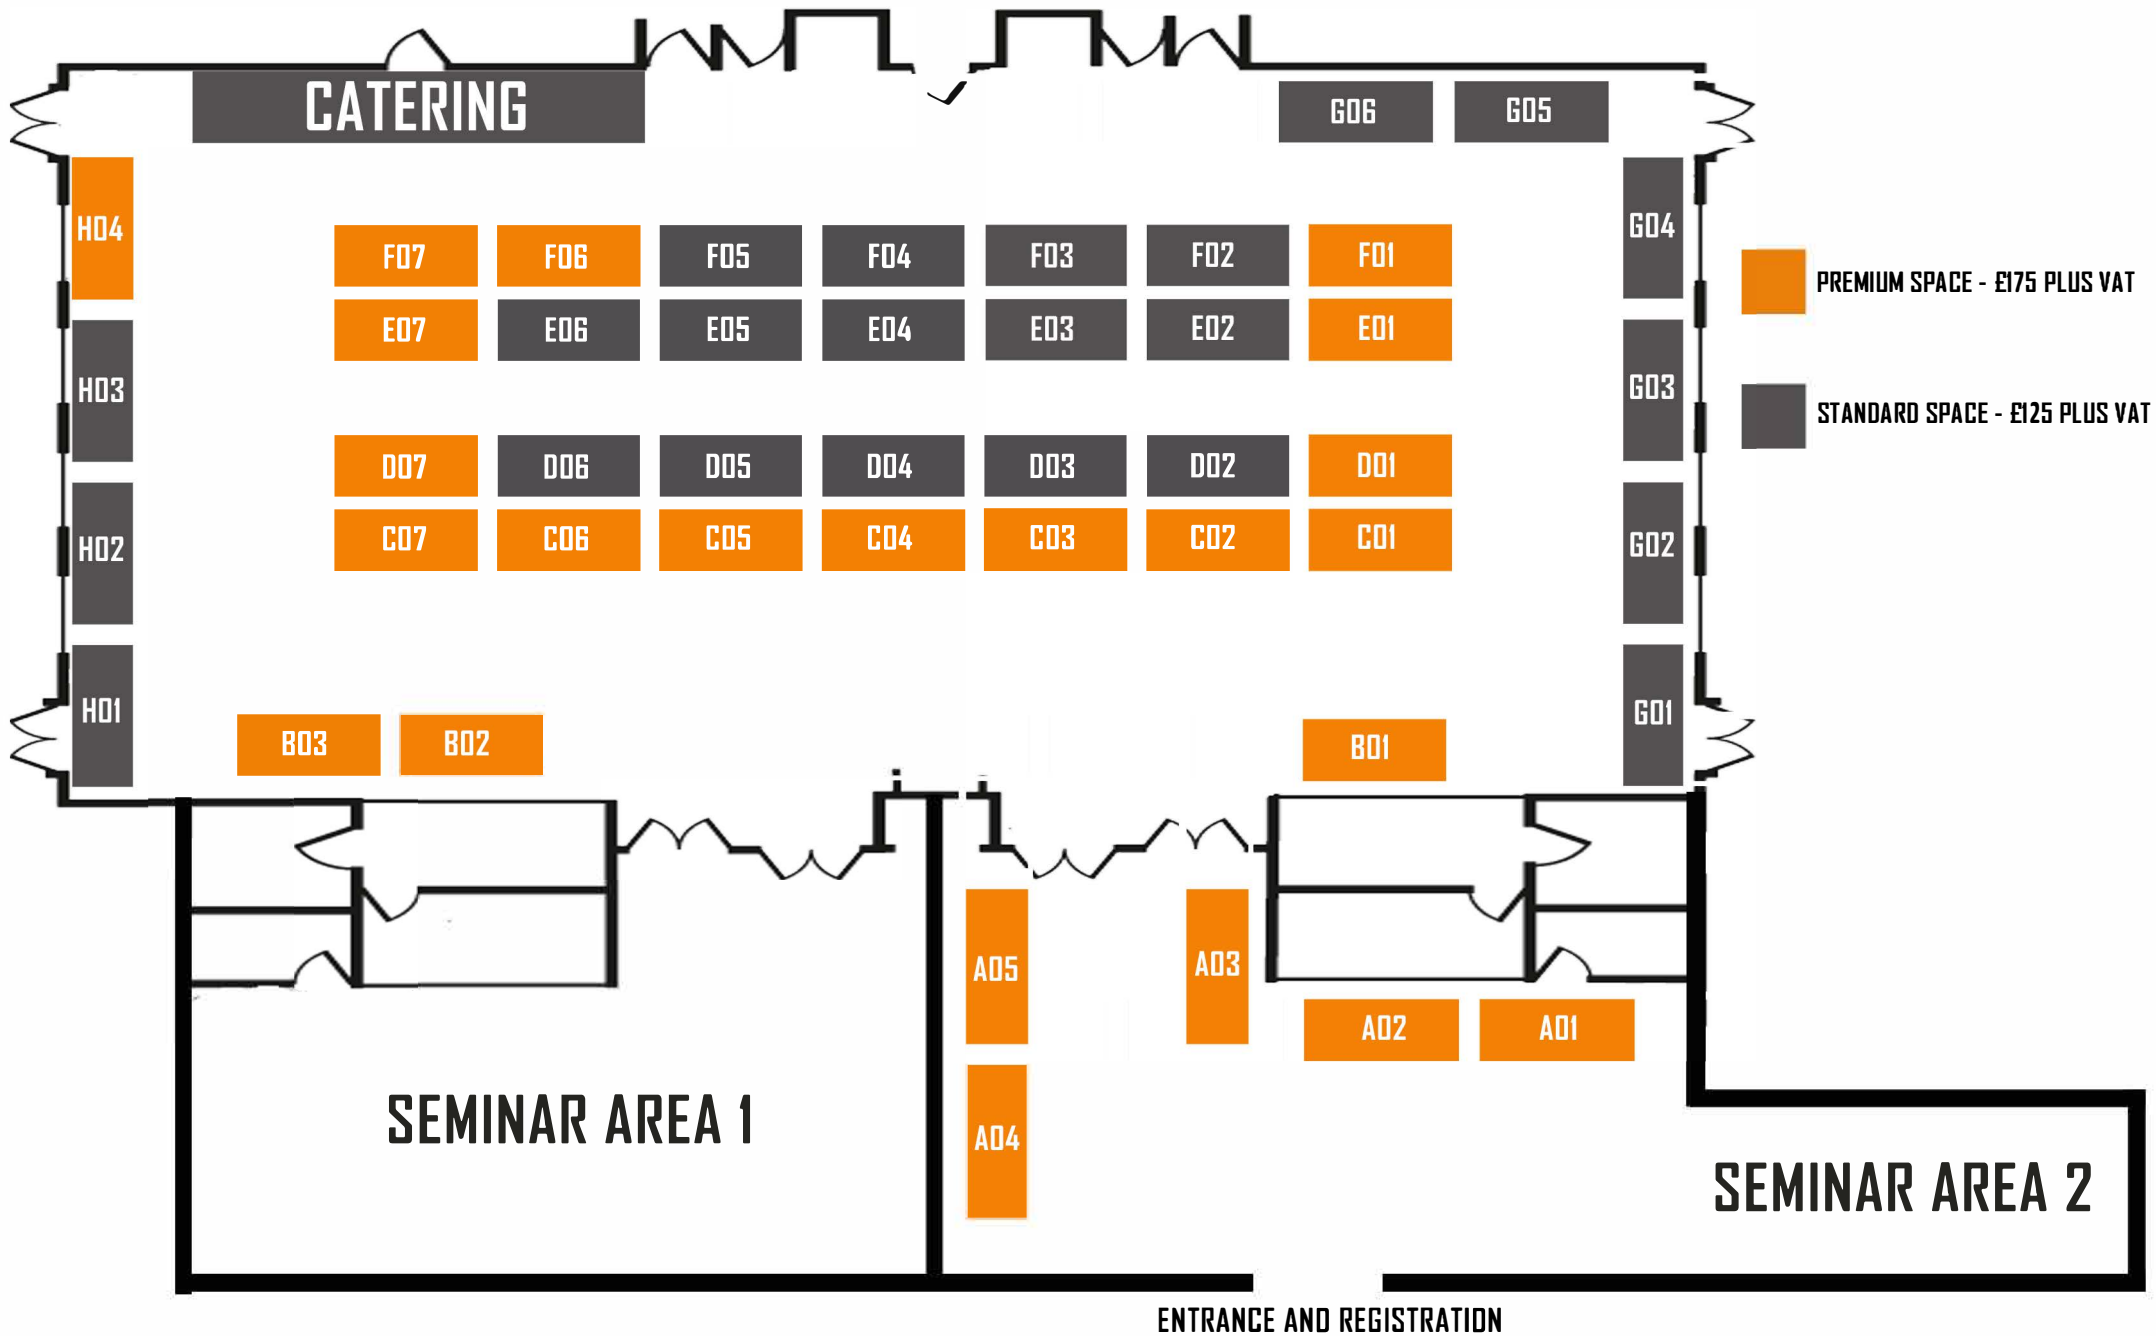 CATERING
G06
G05
H04
G04
F07
F06
F05
F04
F03
F02
F01
PREMIUM SPACE - £175 PLUS VAT
E07
E06
E05
E04
E03
E02
E01
H03
G03
STANDARD SPACE - £125 PLUS VAT
D07
D06
D05
D04
D03
D02
D01
C07
C06
C05
C04
C03
C02
C01
H02
G02
H01
G01
B03
B02
B01
A05
A03
A02
A01
SEMINAR AREA 1
A04
SEMINAR AREA 2
ENTRANCE AND REGISTRATION